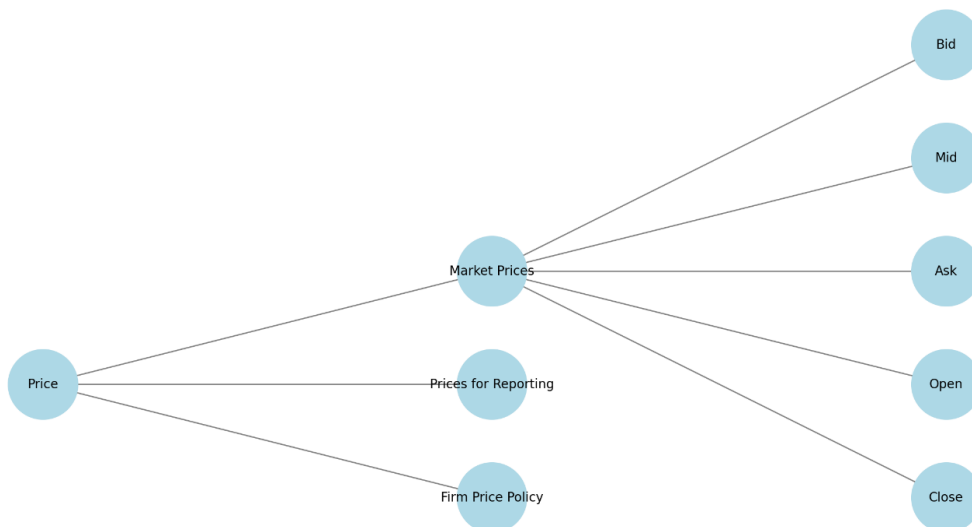 Price
Market Prices
Prices for Reporting
Firm Price Policy
Bid
Mid
Ask
Open
Close